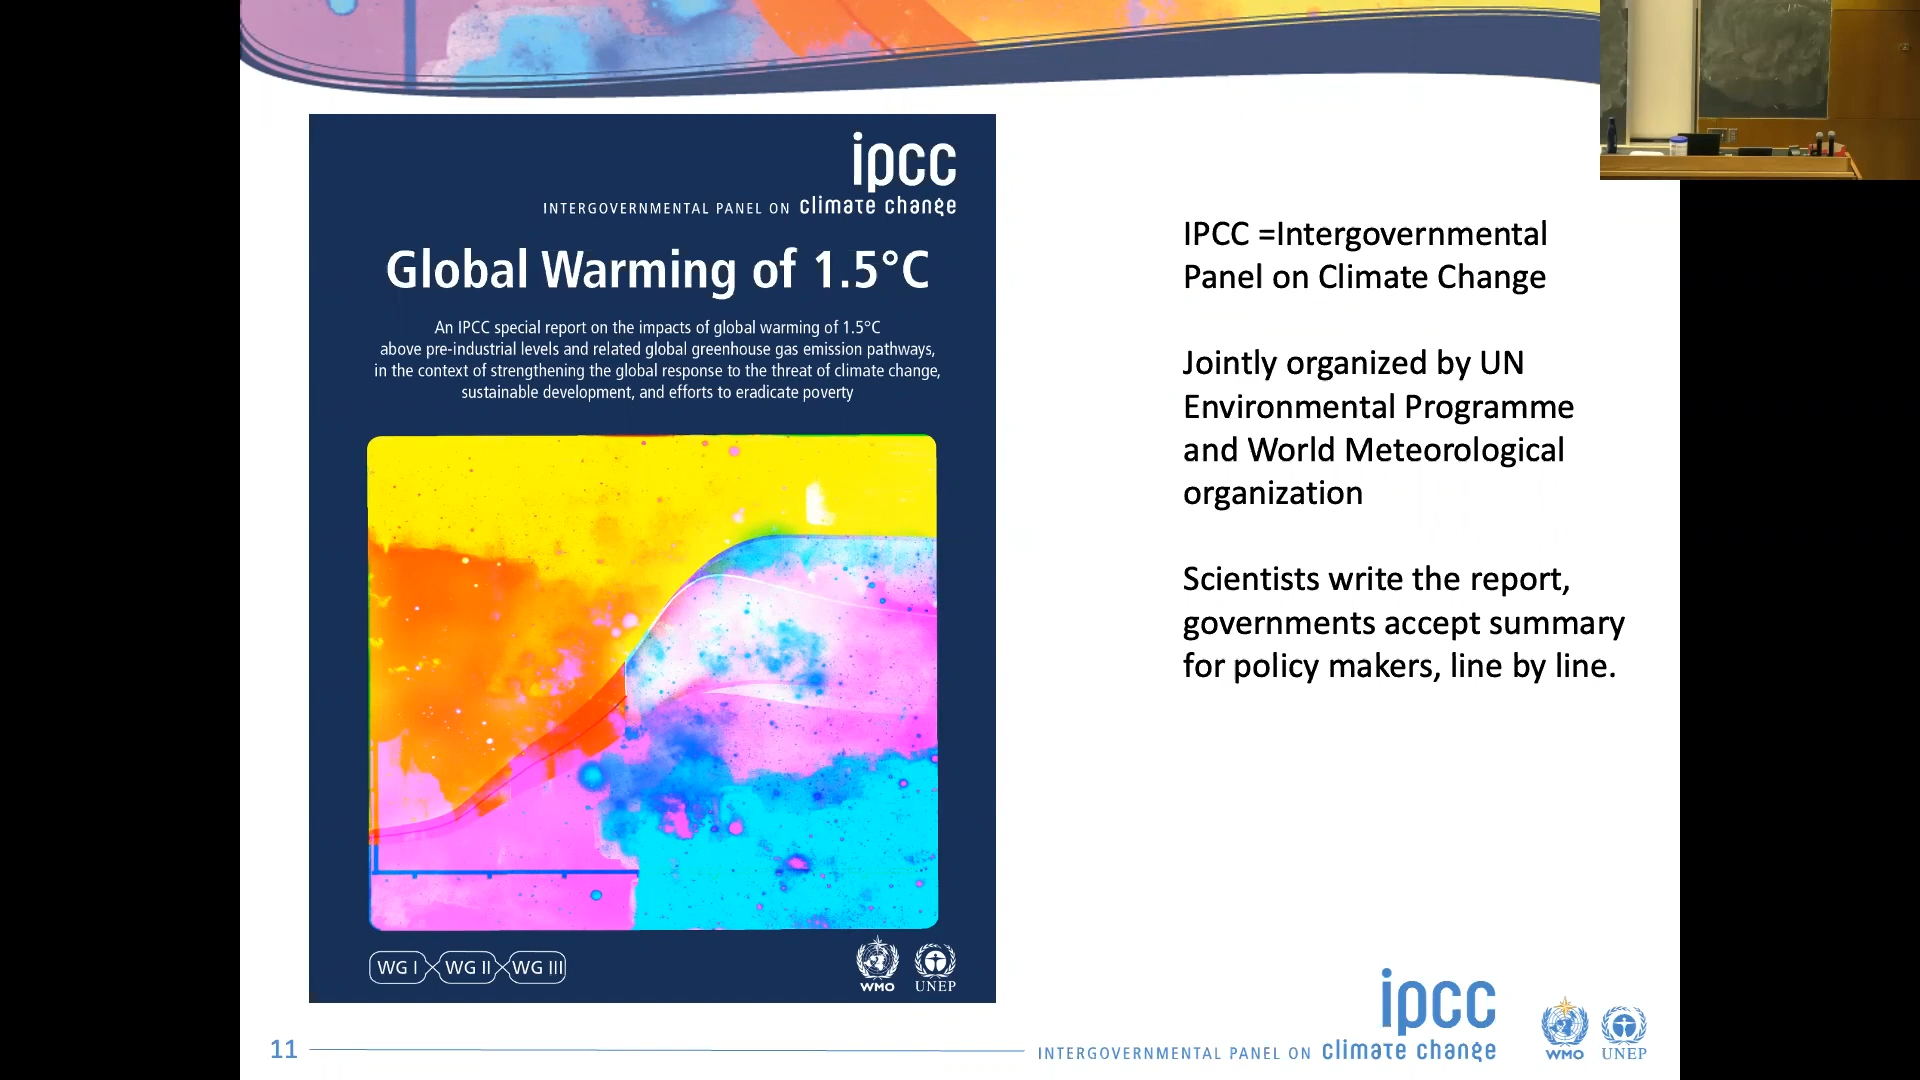 ipcc
INTERGOVERNMENTAL PANEL ON climate change
Global Warming of 1.5°C
An IPCC special report on the impacts of global warming of 1.5°C
above pre-industrial levels and related global greenhouse gas emission pathways,
in the context of strengthening the global response to the threat of climate change,
sustainable development, and efforts to eradicate poverty
WG I WG II WG III
WMO UNEP
IPCC =Intergovernmental
Panel on Climate Change
Jointly organized by UN
Environmental Programme
and World Meteorological
organization
Scientists write the report,
governments accept summary
for policy makers, line by line.
11
ipcc
INTERGOVERNMENTAL PANEL ON climate change
WMO UNEP